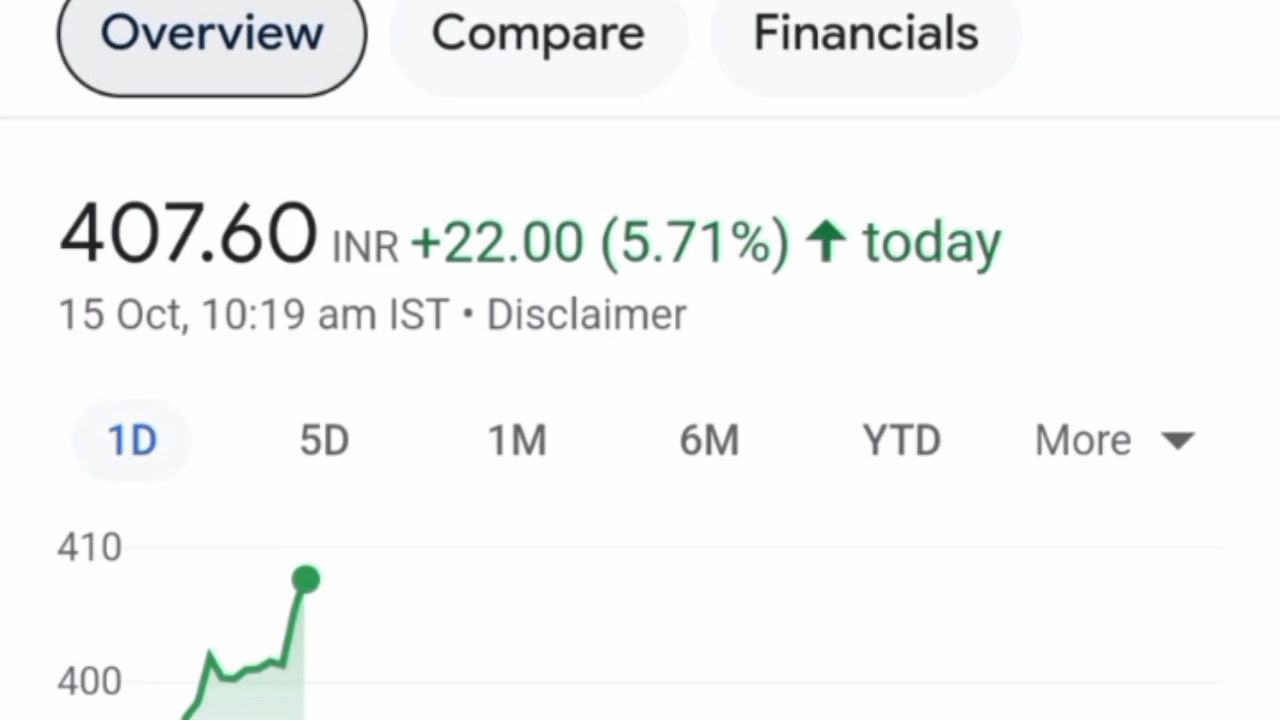 Overview Compare Financials
407.60 INR +22.00 (5.71%) ↑ today
15 Oct, 10:19 am IST • Disclaimer
1D 5D 1M 6M YTD More
410
400